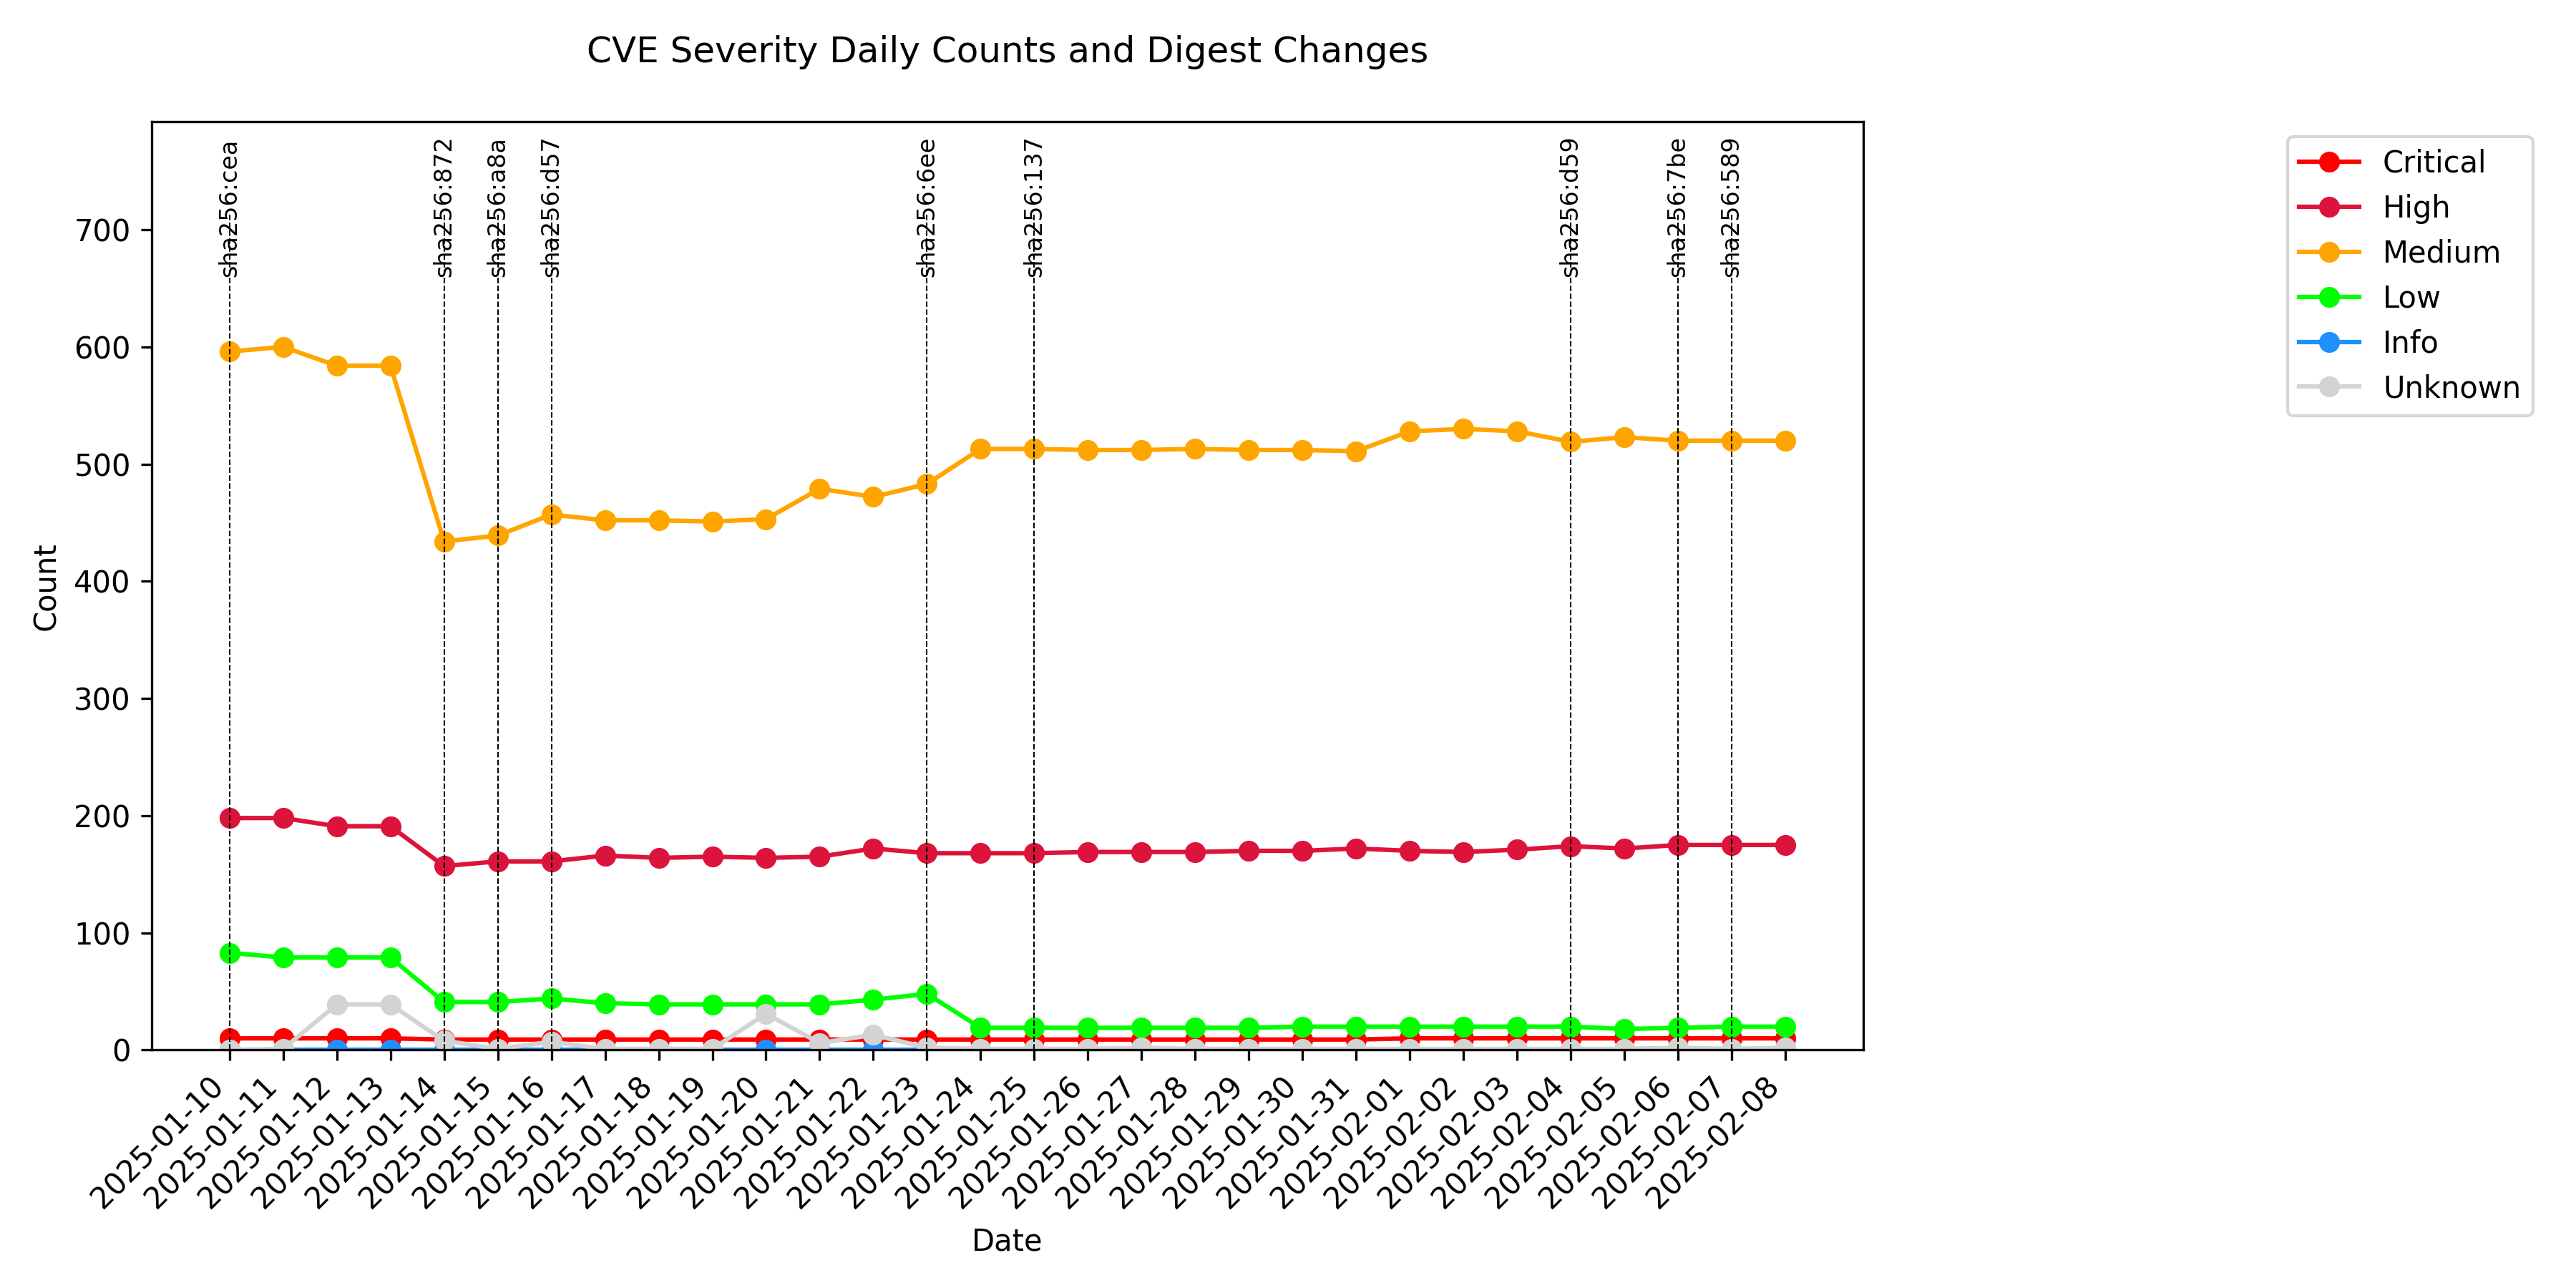 CVE Severity Daily Counts and Digest Changes
sha256:cea
sha256:872
sha256:a8a
sha256:d57
sha256:6ee
sha256:137
sha256:d59
sha256:7be
sha256:589
Critical
High
Medium
Low
Info
Unknown
700
600
500
400
300
200
100
0
Count
2025-01-10
2025-01-11
2025-01-12
2025-01-13
2025-01-14
2025-01-15
2025-01-16
2025-01-17
2025-01-18
2025-01-19
2025-01-20
2025-01-21
2025-01-22
2025-01-23
2025-01-24
2025-01-25
2025-01-26
2025-01-27
2025-01-28
2025-01-29
2025-01-30
2025-01-31
2025-02-01
2025-02-02
2025-02-03
2025-02-04
2025-02-05
2025-02-06
2025-02-07
2025-02-08
Date